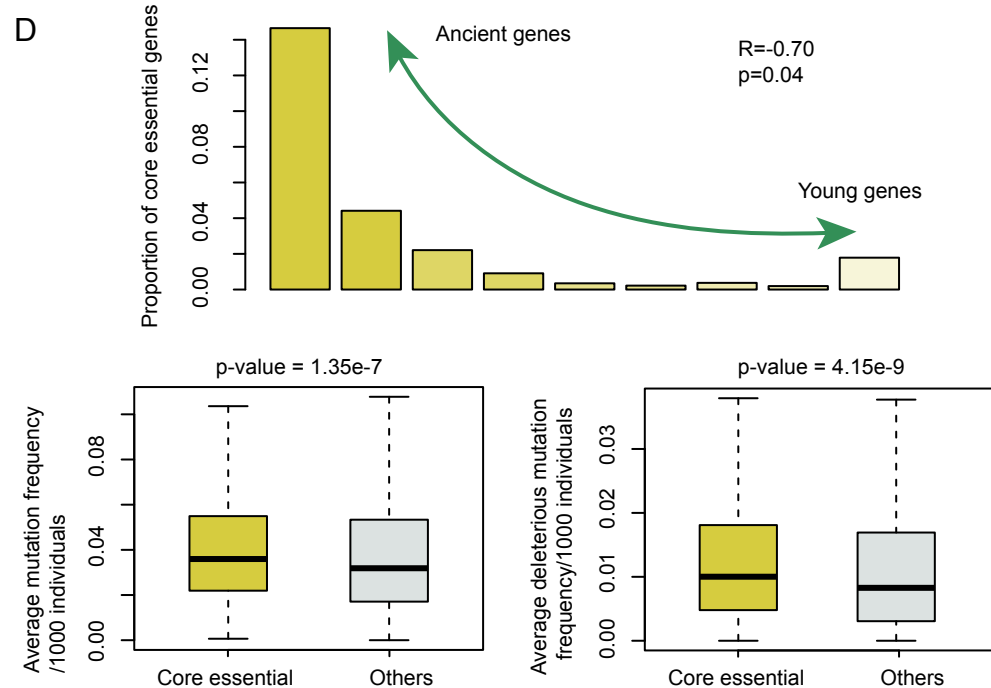 D
Proportion of core essential genes
0.12
0.08
0.04
0.00
Ancient genes
R=-0.70
p=0.04
Young genes
p-value = 1.35e-7
Average mutation frequency
/1000 individuals
0.08
0.04
0.00
Core essential
Others
p-value = 4.15e-9
Average deleterious mutation
frequency/1000 individuals
0.03
0.02
0.01
0.00
Core essential
Others